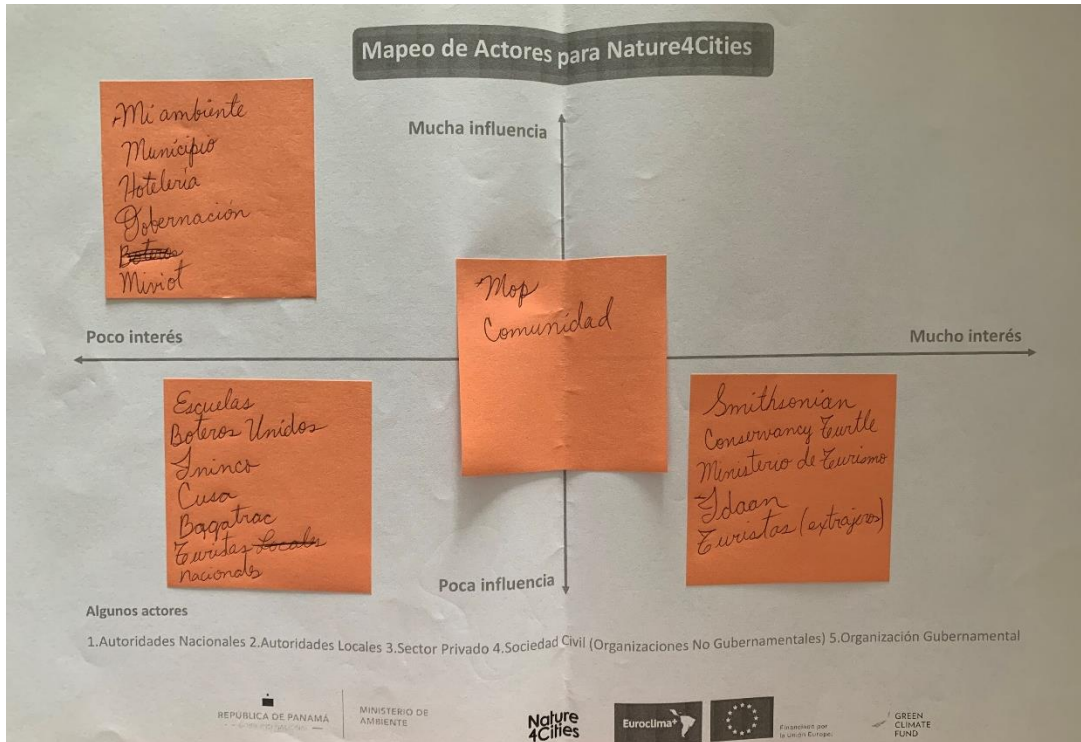 Mapeo de Actores para Nature4Cities
Mi ambiente
Municipio
Hotelería
Gobernación
Boteros
Miviot
Mucha influencia
Mop
Comunidad
Poco interés
Mucho interés
Escuelas
Boteros Unidos
Ininco
Cusa
Bagatrac
Turistas Locales
nacionales
Smithsonian
Conservancy Turtle
Ministerio de Turismo
Idaan
Turistas (extrajeros)
Poca influencia
Algunos actores
1.Autoridades Nacionales 2.Autoridades Locales 3.Sector Privado 4.Sociedad Civil (Organizaciones No Gubernamentales) 5.Organización Gubernamental
REPÚBLICA DE PANAMÁ
MINISTERIO DE
AMBIENTE
Nature
4Cities
Euroclima+
Financiado por
la Unión Europea
GREEN
CLIMATE
FUND